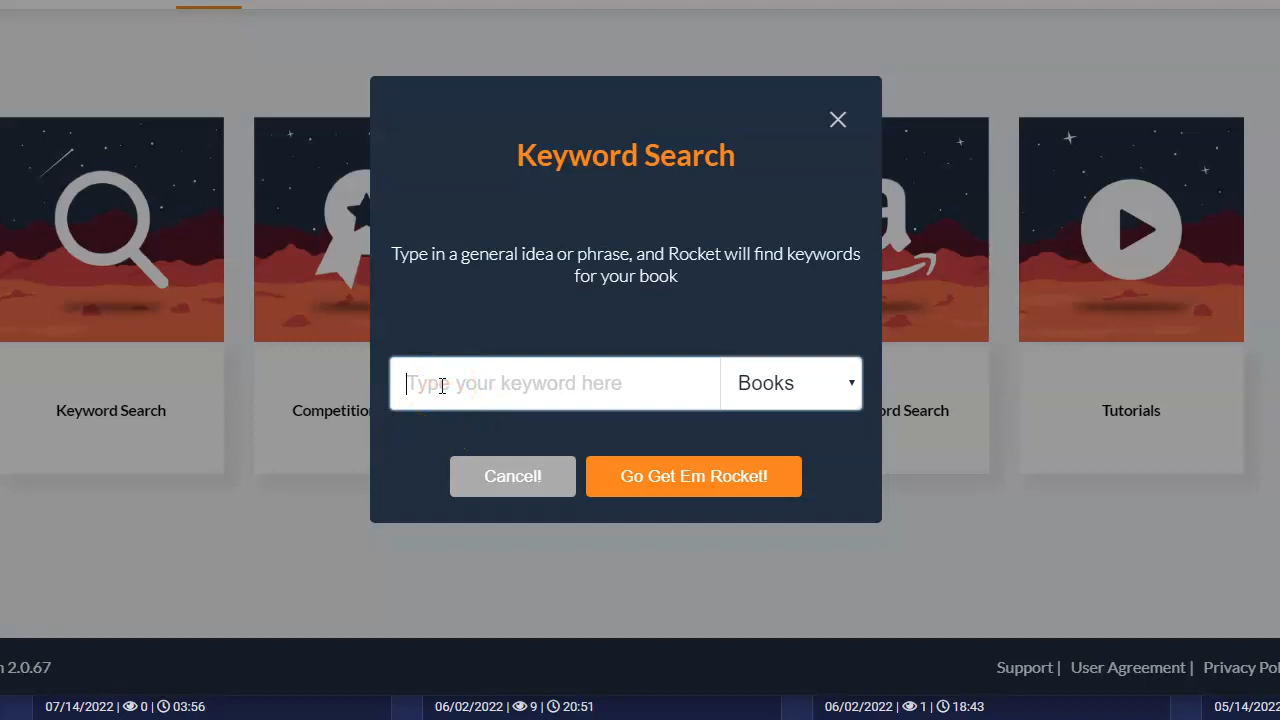 Keyword Search
Type in a general idea or phrase, and Rocket will find keywords
for your book
Type your keyword here
Books
Cancel!
Go Get Em Rocket!
Keyword Search
Search
Tutorials
2.0.67
Support |
User Agreement |
Privacy
07/14/2022 | 0 | 03:56
06/02/2022 | 9 | 20:51
06/02/2022 | 1 | 18:43
05/14/2022